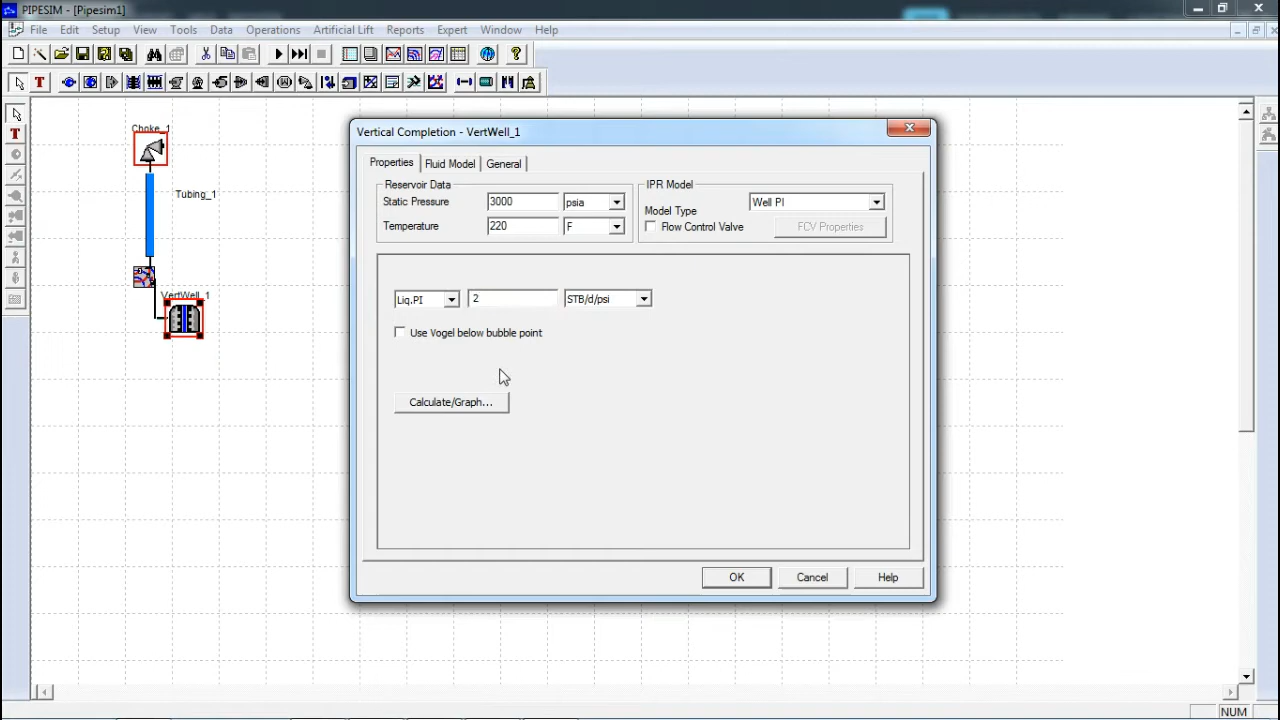 PIPESIM - [Pipesim1]
File Edit Setup View Tools Data Operations Artificial Lift Reports Expert Window Help
T
T
Choke_1
Tubing_1
VertWell_1
Vertical Completion - VertWell_1
Properties Fluid Model General
Reservoir Data
Static Pressure 3000 psia
Temperature 220 F
IPR Model
Model Type Well PI
Flow Control Valve FCV Properties
Liq.PI 2 STB/d/psi
Use Vogel below bubble point
Calculate/Graph...
OK Cancel Help
NUM